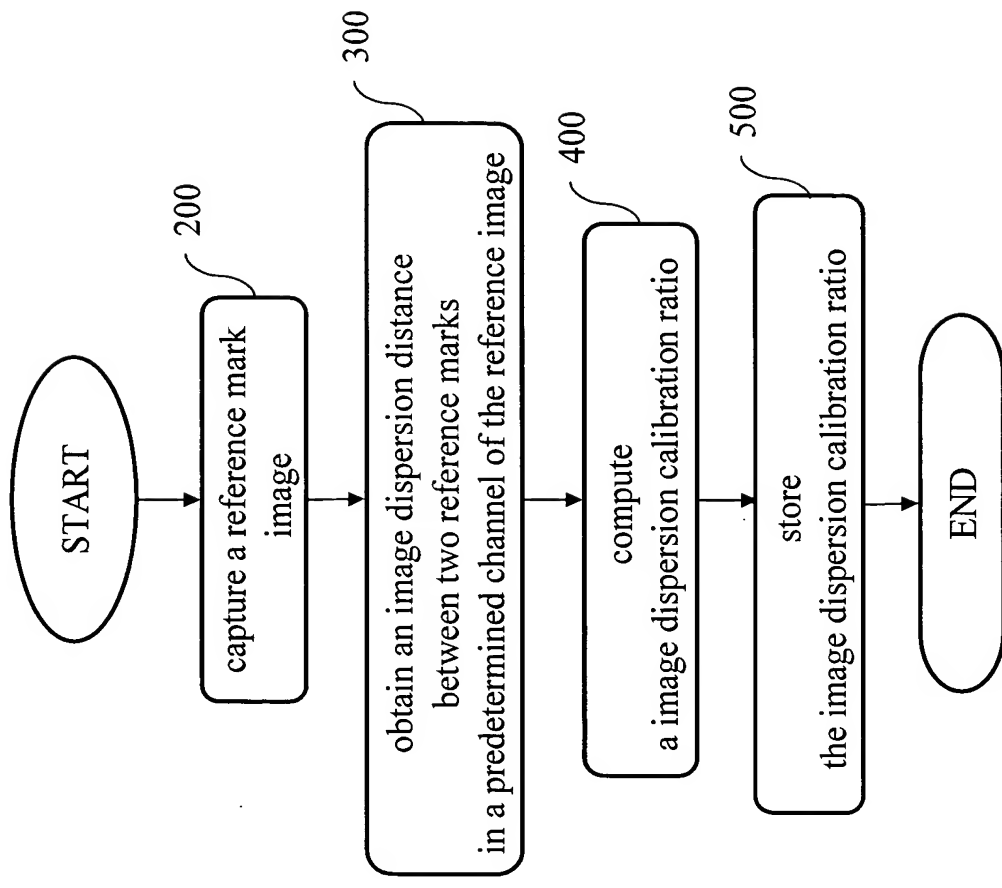 START
200
capture a reference mark
image
300
obtain an image dispersion distance
between two reference marks
in a predetermined channel of the reference image
400
compute
a image dispersion calibration ratio
500
store
the image dispersion calibration ratio
END